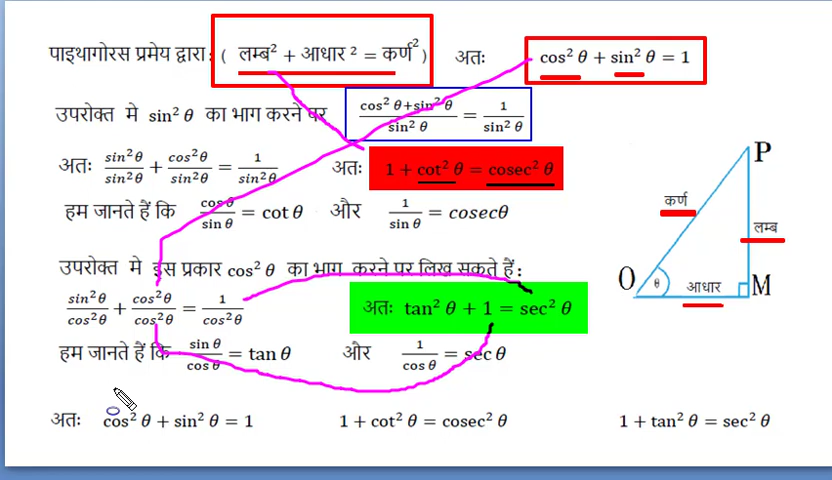 पाइथागोरस प्रमेय द्वारा: ( लम्ब² + आधार ² = कर्ण² ) अतः cos² θ + sin² θ = 1
उपरोक्त मे sin² θ का भाग करने पर (cos² θ+sin² θ)/(sin² θ) = 1/(sin² θ)
अतः sin²θ/sin²θ + cos²θ/sin²θ = 1/sin²θ अतः 1 + cot² θ = cosec² θ
हम जानते हैं कि cos θ/sin θ = cot θ और 1/sin θ = cosecθ
उपरोक्त मे इस प्रकार cos² θ का भाग करने पर लिख सकते हैं:
sin²θ/cos²θ + cos²θ/cos²θ = 1/cos²θ अतः tan² θ + 1 = sec² θ
हम जानते हैं कि sin θ/cos θ = tan θ और 1/cos θ = sec θ
अतः cos² θ + sin² θ = 1 1 + cot² θ = cosec² θ 1 + tan² θ = sec² θ
P
कर्ण
लम्ब
O θ आधार M